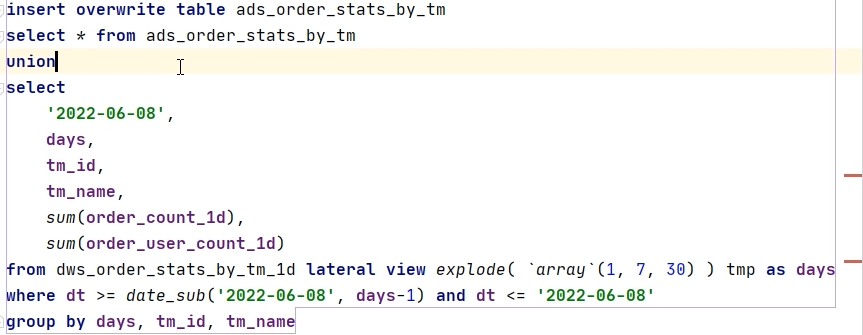 insert overwrite table ads_order_stats_by_tm
select * from ads_order_stats_by_tm
union
select
'2022-06-08',
days,
tm_id,
tm_name,
sum(order_count_1d),
sum(order_user_count_1d)
from dws_order_stats_by_tm_1d lateral view explode( `array`(1, 7, 30) ) tmp as days
where dt >= date_sub('2022-06-08', days-1) and dt <= '2022-06-08'
group by days, tm_id, tm_name